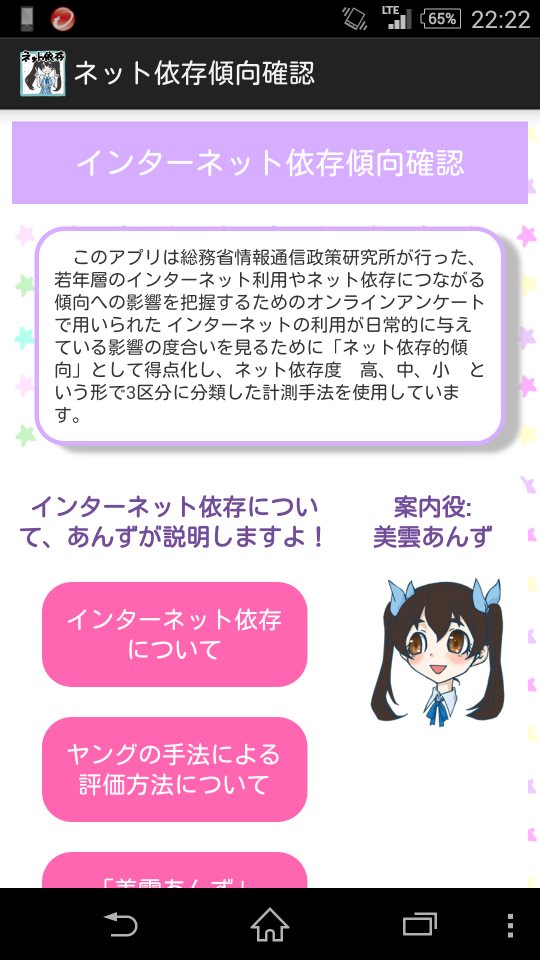 LTE
65%
22:22
ネット依存
ネット依存傾向確認
インターネット依存傾向確認
このアプリは総務省情報通信政策研究所が行った、
若年層のインターネット利用やネット依存につながる
傾向への影響を把握するためのオンラインアンケート
で用いられた インターネットの利用が日常的に与え
ている影響の度合いを見るために「ネット依存的傾
向」として得点化し、ネット依存度　高、中、小　と
いう形で3区分に分類した計測手法を使用していま
す。
インターネット依存につい
て、あんずが説明しますよ！
案内役:
美雲あんず
インターネット依存
について
ヤングの手法による
評価方法について
「美雲あんず」